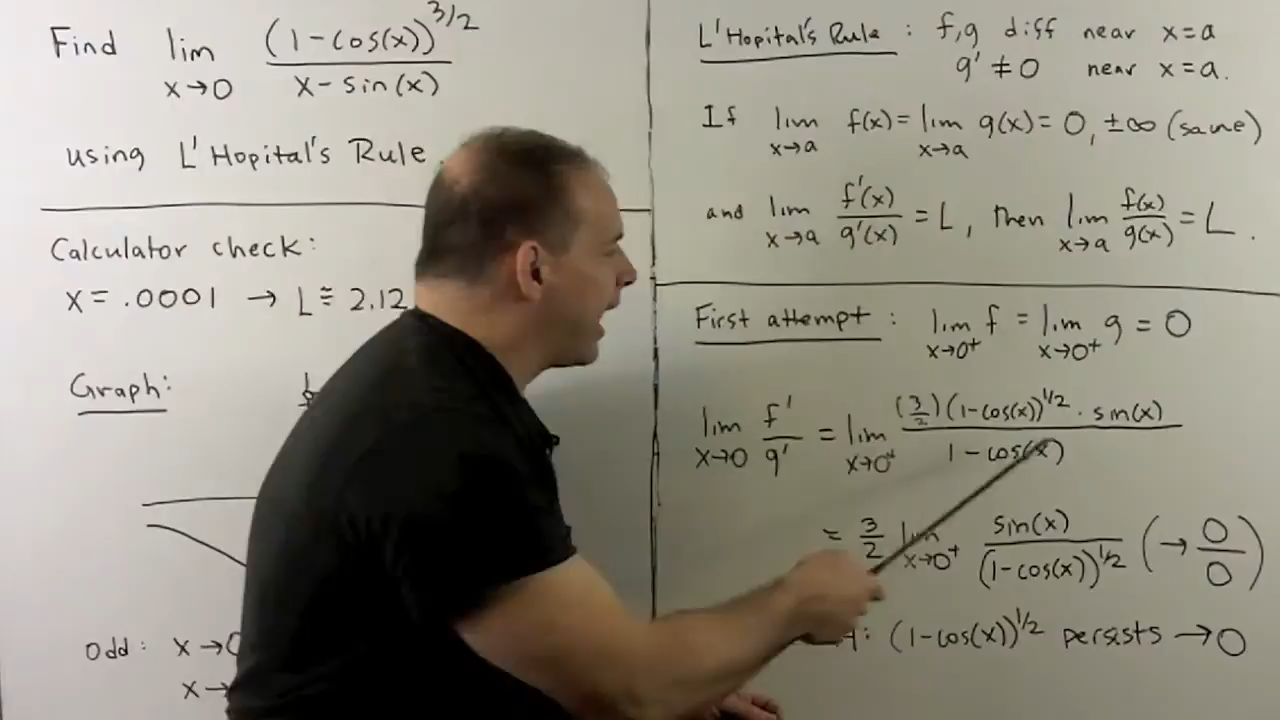 Find lim x→0 (1-cos(x))^3/2 / x-sin(x)
using L'Hopital's Rule.
Calculator check:
x = .0001 → L ≅ 2.12
Graph:
odd: x→0
x→
L'Hopital's Rule: f,g diff near x=a
g' ≠ 0 near x=a.
If lim x→a f(x) = lim x→a g(x) = 0, ±∞ (same)
and lim x→a f'(x)/g'(x) = L, then lim x→a f(x)/g(x) = L.
First attempt: lim x→0+ f = lim x→0+ g = 0
lim x→0 f'/g' = lim x→0+ (3/2)(1-cos(x))^1/2 · sin(x) / 1-cos(x)
= 3/2 lim x→0+ sin(x) / (1-cos(x))^1/2 (→ 0/0)
: (1-cos(x))^1/2 persists → 0